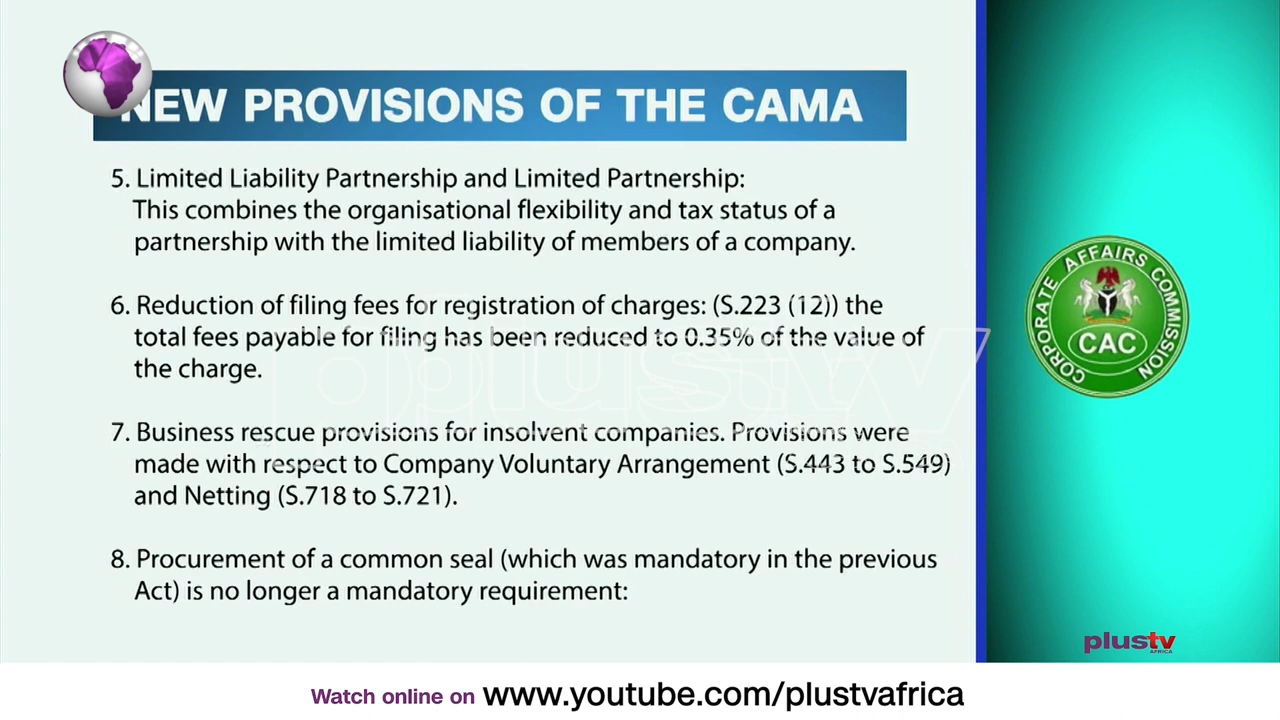 NEW PROVISIONS OF THE CAMA
5. Limited Liability Partnership and Limited Partnership:
This combines the organisational flexibility and tax status of a
partnership with the limited liability of members of a company.
6. Reduction of filing fees for registration of charges: (S.223 (12)) the
total fees payable for filing has been reduced to 0.35% of the value of
the charge.
7. Business rescue provisions for insolvent companies. Provisions were
made with respect to Company Voluntary Arrangement (S.443 to S.549)
and Netting (S.718 to S.721).
8. Procurement of a common seal (which was mandatory in the previous
Act) is no longer a mandatory requirement:
CORPORATE AFFAIRS COMMISSION
CAC
plustv
plustv
AFRICA
Watch online on www.youtube.com/plustvafrica